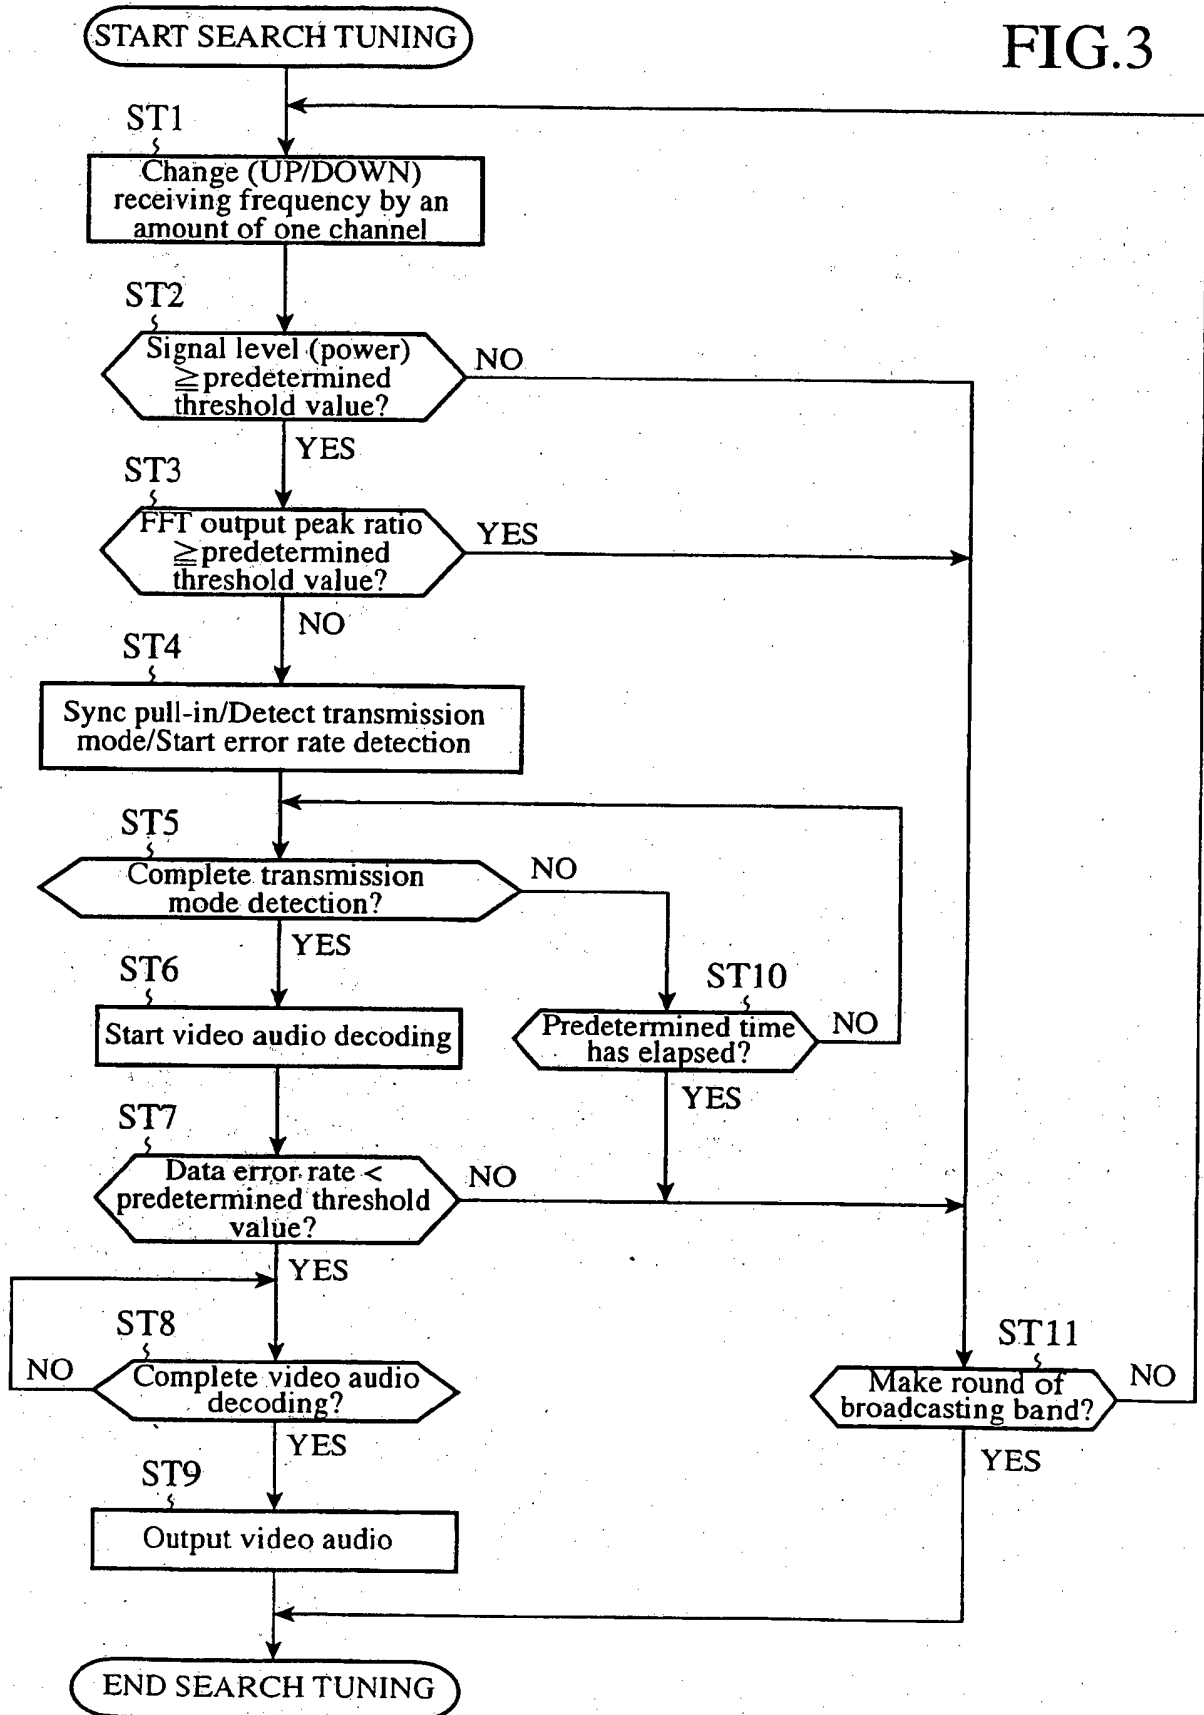 START SEARCH TUNING
FIG.3
ST1
Change (UP/DOWN)
receiving frequency by an
amount of one channel
ST2
Signal level (power)
≧predetermined
threshold value?
NO
YES
ST3
FFT output peak ratio
≧predetermined
threshold value?
YES
NO
ST4
Sync pull-in/Detect transmission
mode/Start error rate detection
ST5
Complete transmission
mode detection?
NO
YES
ST6
Start video audio decoding
ST10
Predetermined time
has elapsed?
NO
YES
ST7
Data error rate <
predetermined threshold
value?
NO
YES
ST8
Complete video audio
decoding?
NO
YES
ST11
Make round of
broadcasting band?
NO
YES
ST9
Output video audio
END SEARCH TUNING